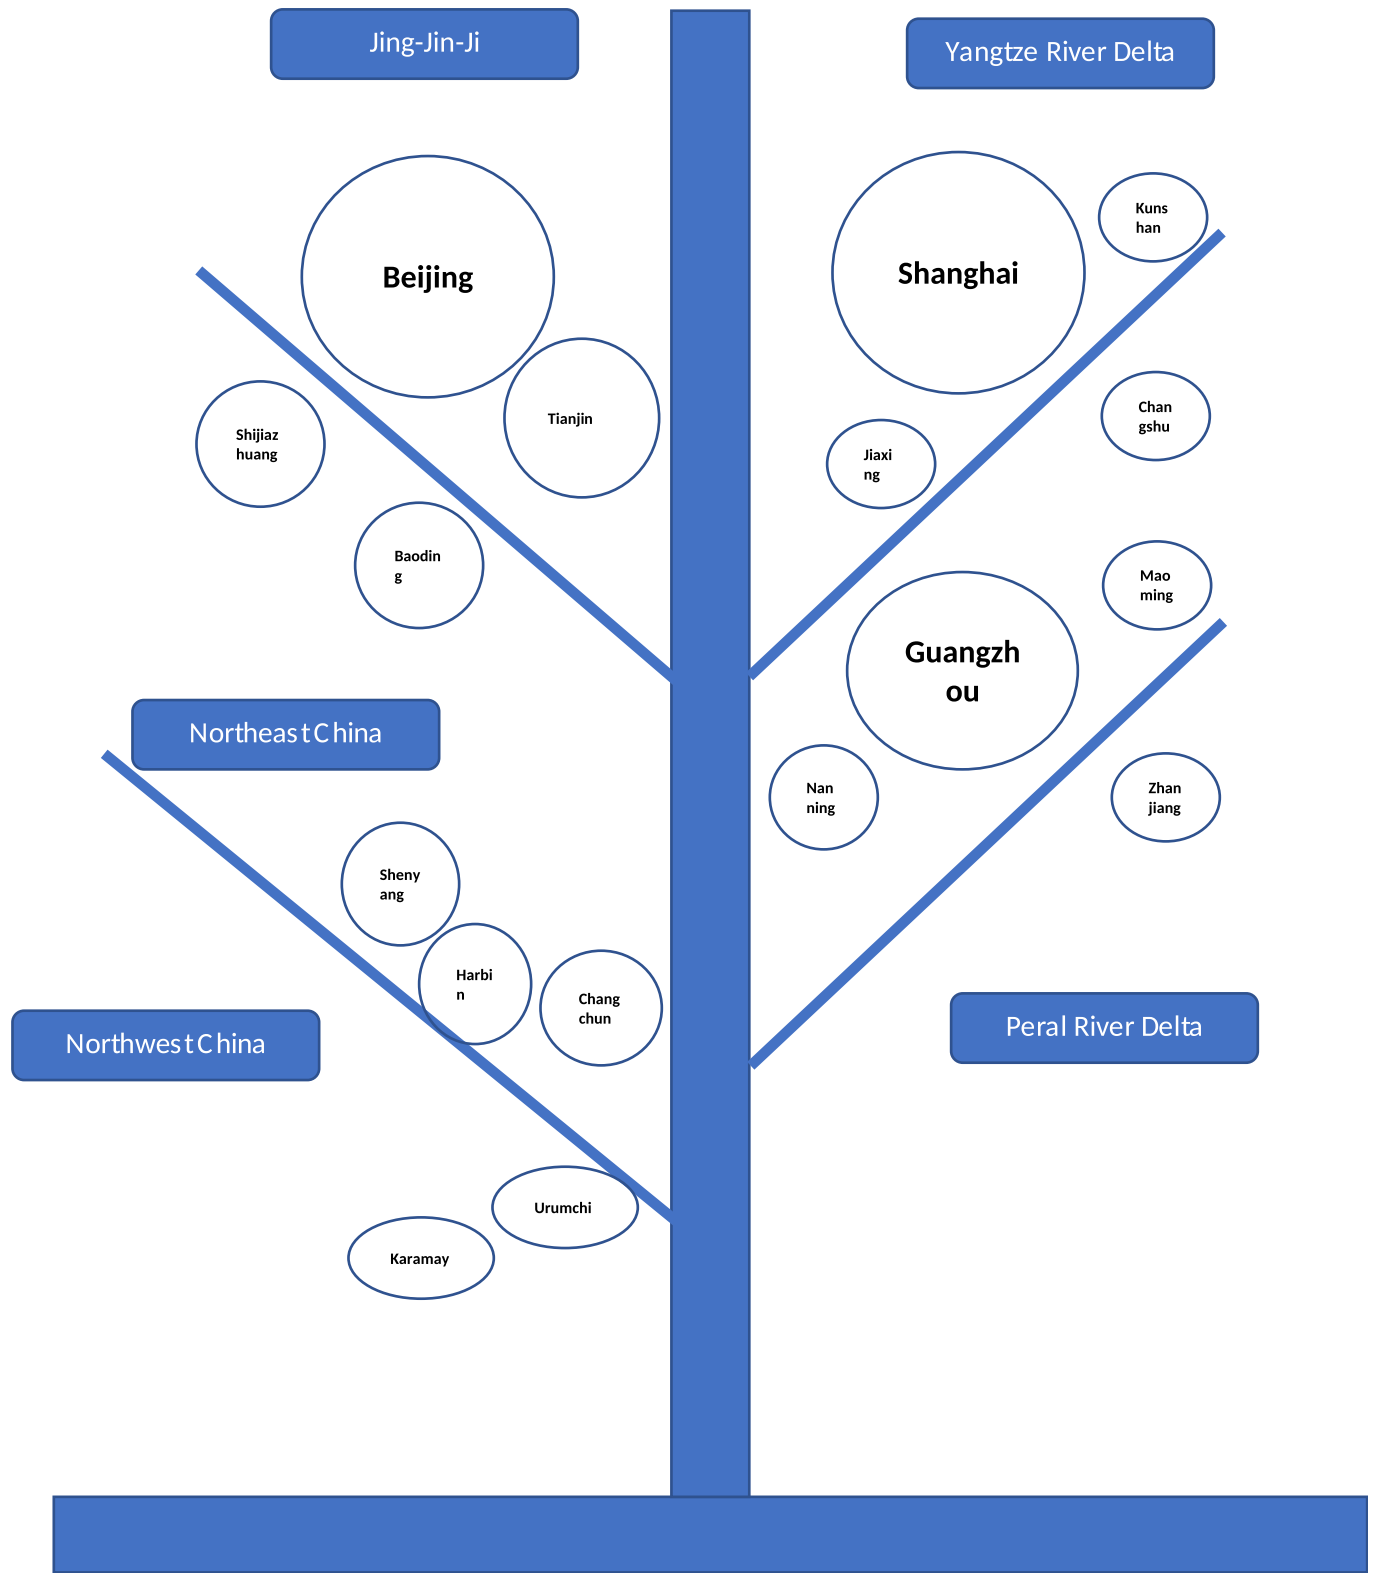 Jing-Jin-Ji
Yangtze River Delta
Kuns
han
Beijing
Shanghai
Tianjin
Shijiaz
huang
Chan
gshu
Jiaxi
ng
Baodin
g
Mao
ming
Guangzh
ou
Northeast China
Nan
ning
Zhan
jiang
Sheny
ang
Harbi
n
Chang
chun
Northwest China
Peral River Delta
Urumchi
Karamay